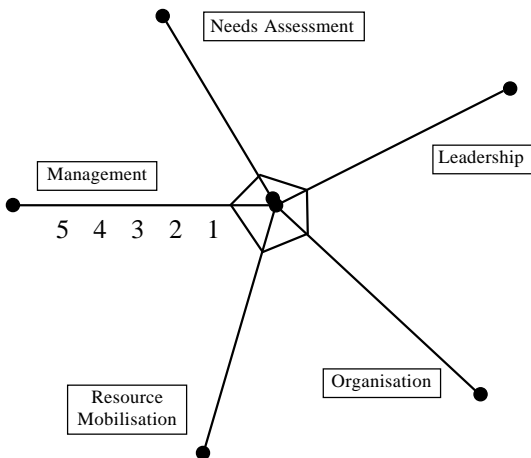 Needs Assessment
Leadership
Management
5 4 3 2 1
Organisation
Resource
Mobilisation